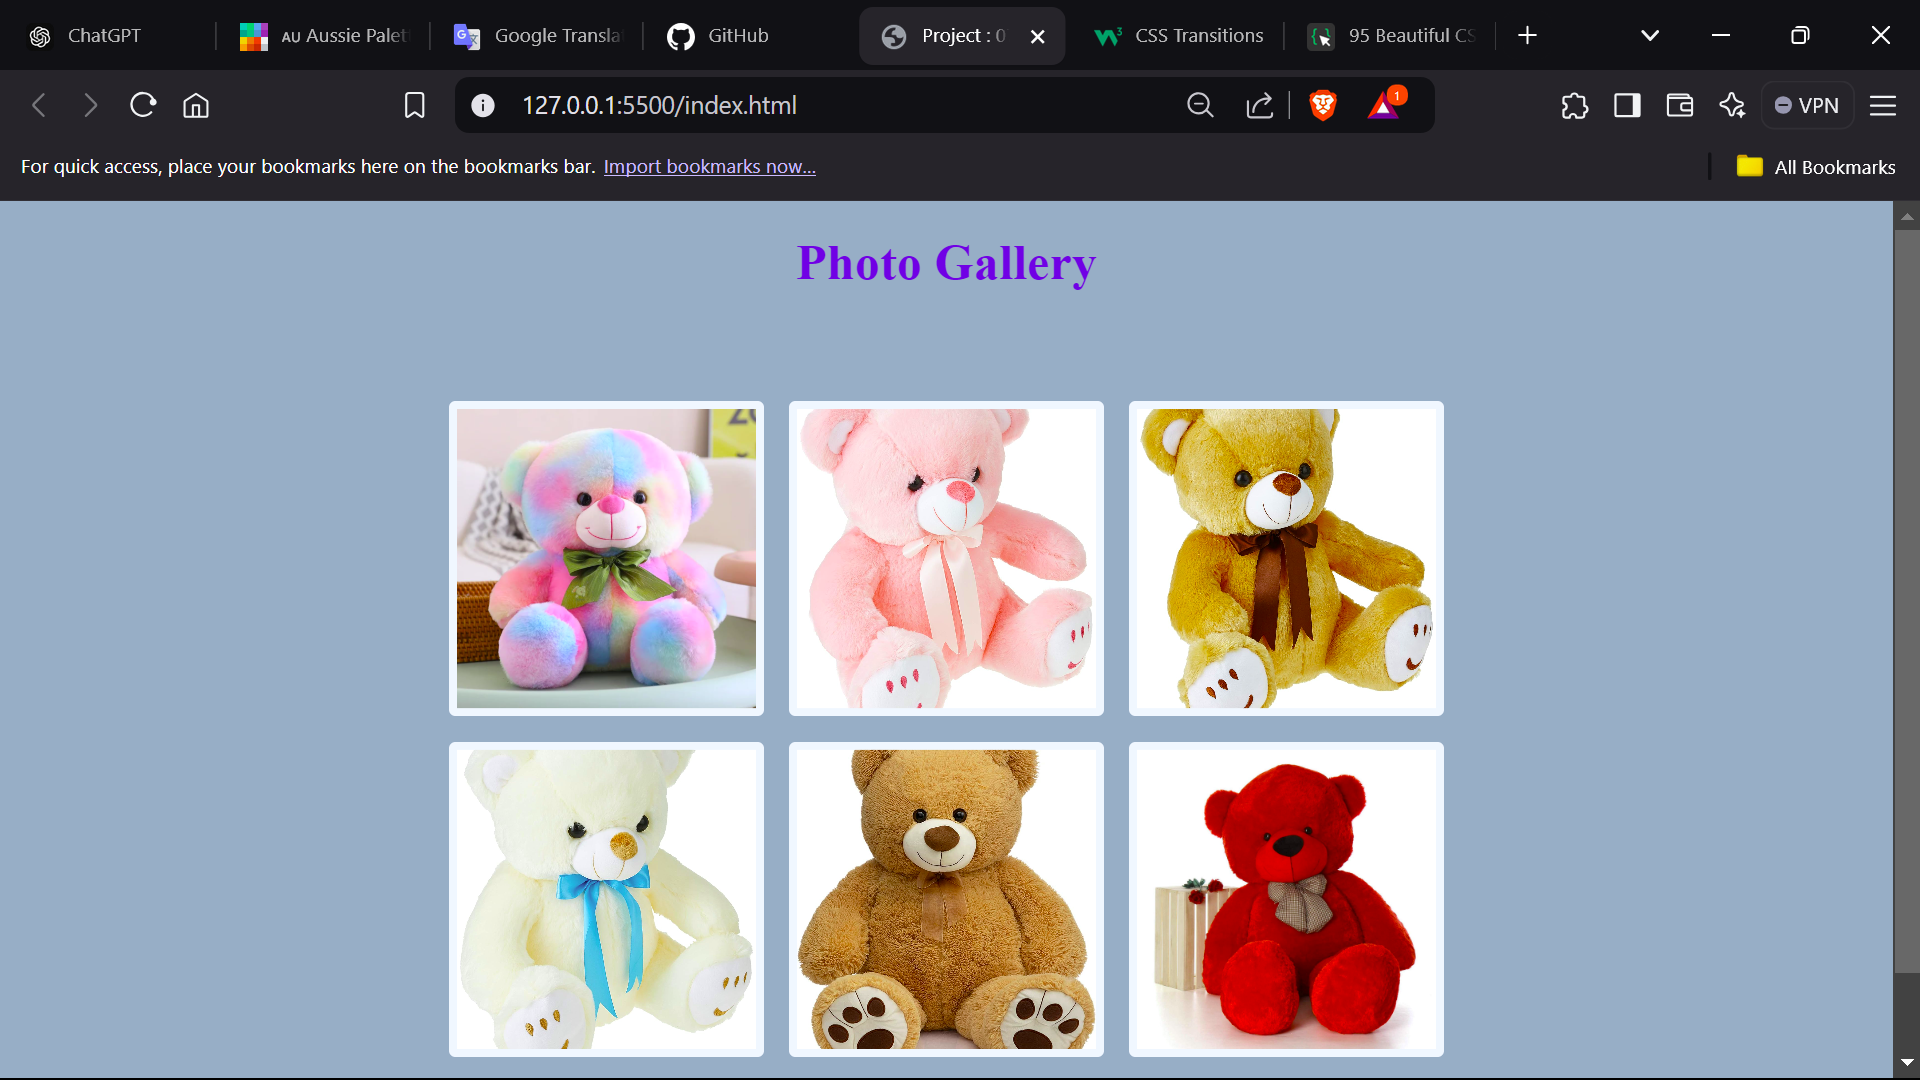 ChatGPT
AU Aussie Palet
Google Transla
GitHub
Project : 0
CSS Transitions
95 Beautiful CS
127.0.0.1:5500/index.html
1
VPN
For quick access, place your bookmarks here on the bookmarks bar. Import bookmarks now...
All Bookmarks
Photo Gallery